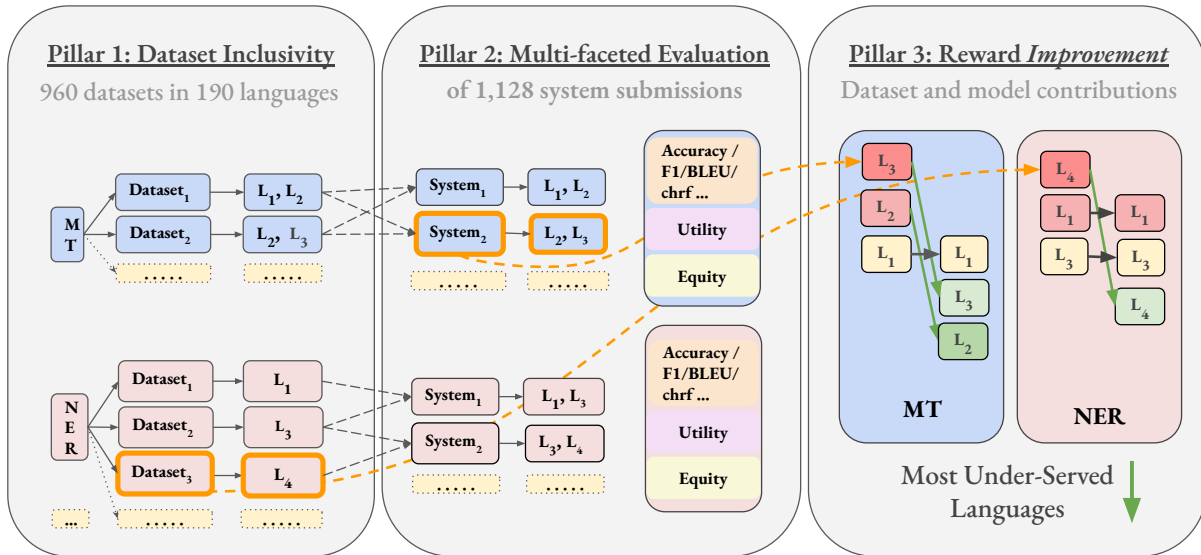 Pillar 1: Dataset Inclusivity
960 datasets in 190 languages
M
T
Dataset₁
L₁, L₂
Dataset₂
L₂, L₃
.....
.....
N
E
R
Dataset₁
L₁
Dataset₂
L₃
Dataset₃
L₄
...
.....
.....
Pillar 2: Multi-faceted Evaluation
of 1,128 system submissions
System₁
L₁, L₂
System₂
L₂, L₃
.....
.....
Accuracy /
F1/BLEU/
chrf ...
Utility
Equity
System₁
L₁, L₃
System₂
L₃, L₄
.....
.....
Accuracy /
F1/BLEU/
chrf ...
Utility
Equity
Pillar 3: Reward Improvement
Dataset and model contributions
L₃
L₂
L₁
L₁
L₃
L₂
MT
L₄
L₁
L₁
L₃
L₃
L₄
NER
Most Under-Served
Languages